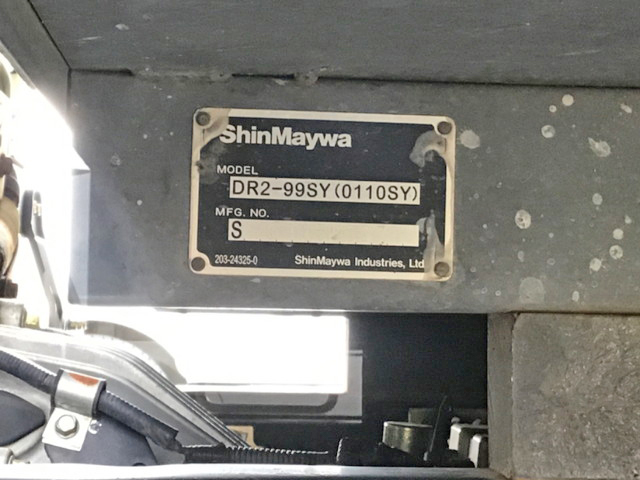 ShinMaywa
MODEL
DR2-99SY(0110SY)
MFG. NO.
S
203-24325-0 ShinMaywa Industries, Ltd